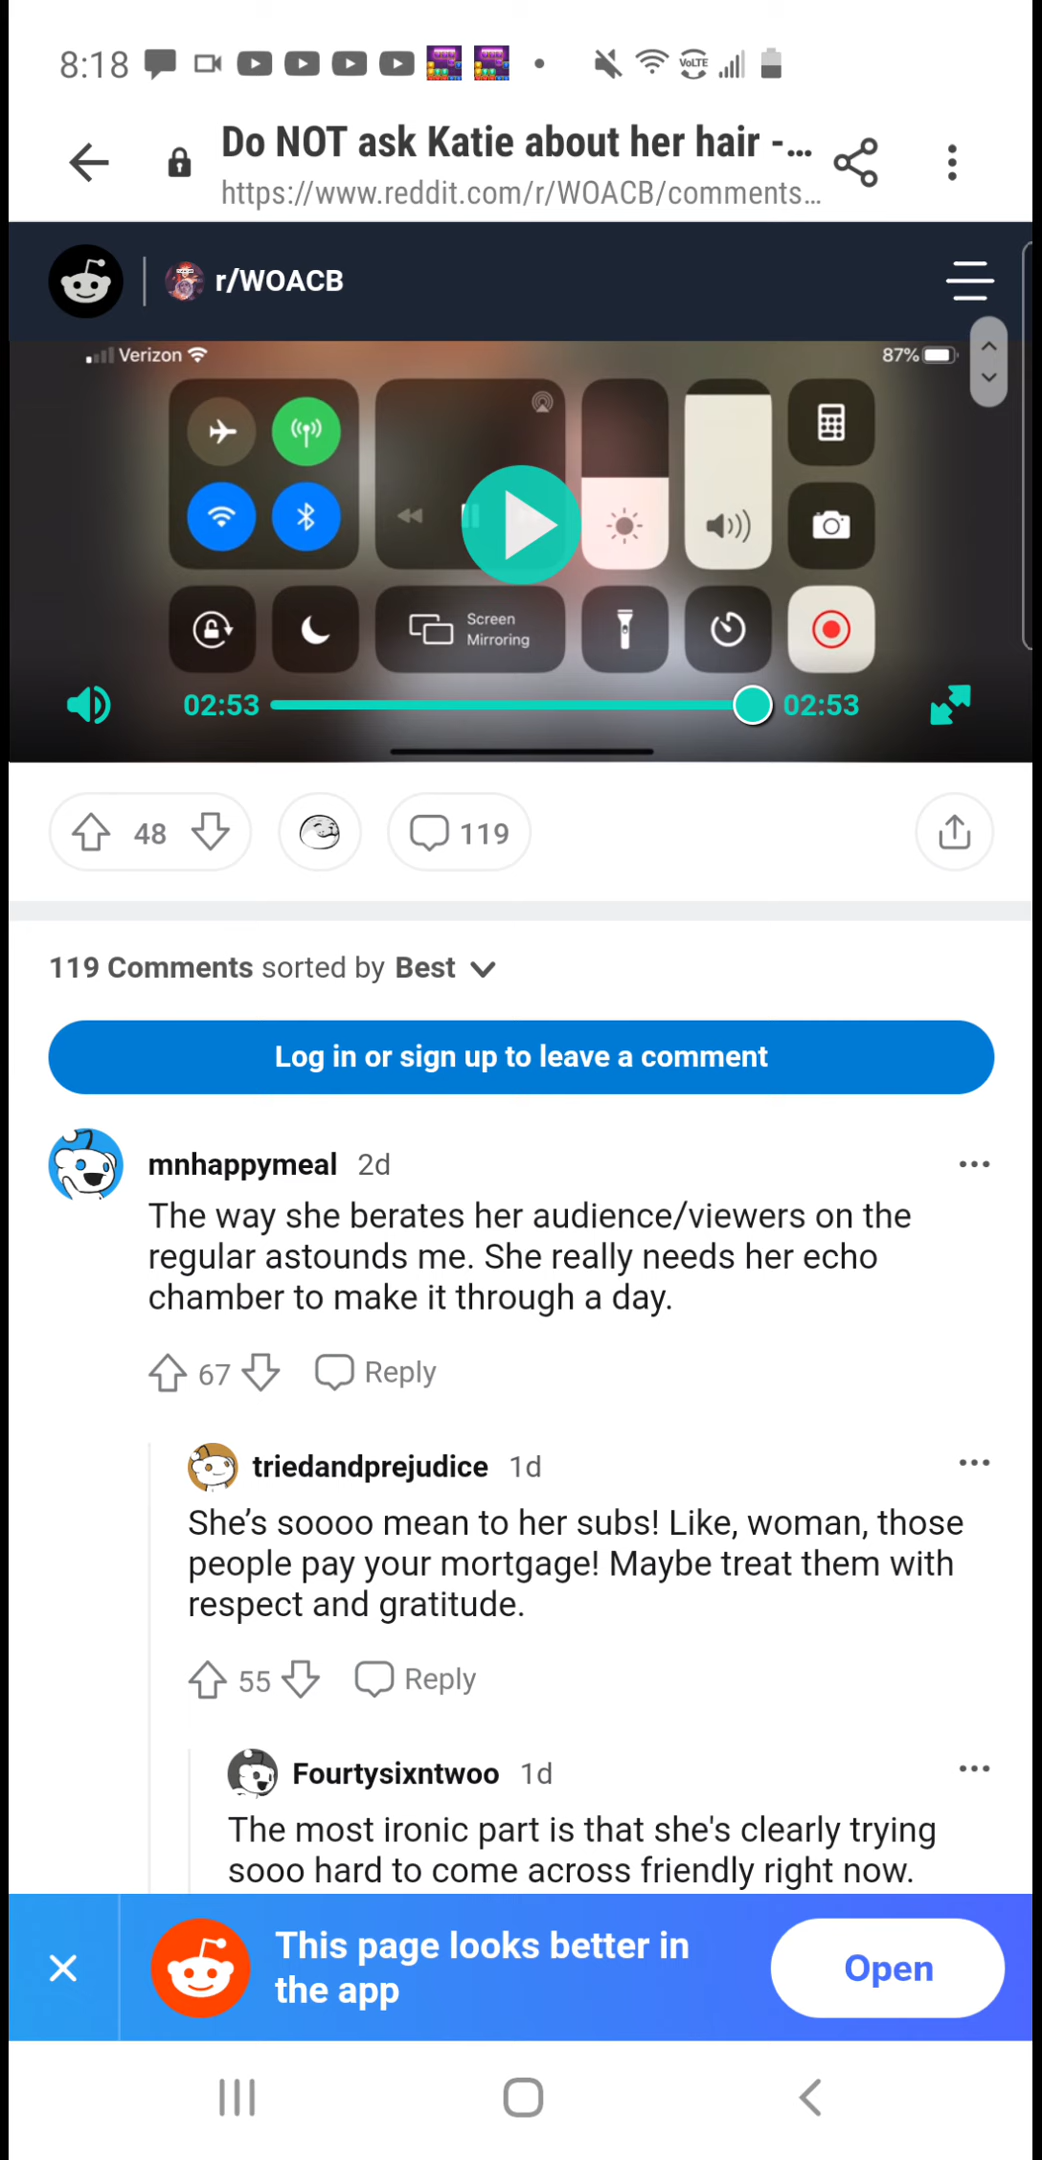 8:18
VoLTE
Do NOT ask Katie about her hair -...
https://www.reddit.com/r/WOACB/comments...
r/WOACB
Verizon
87%
Screen
Mirroring
02:53
02:53
48
119
119 Comments sorted by Best
Log in or sign up to leave a comment
mnhappymeal 2d
The way she berates her audience/viewers on the
regular astounds me. She really needs her echo
chamber to make it through a day.
67 Reply
triedandprejudice 1d
She’s soooo mean to her subs! Like, woman, those
people pay your mortgage! Maybe treat them with
respect and gratitude.
55 Reply
Fourtysixntwoo 1d
The most ironic part is that she's clearly trying
sooo hard to come across friendly right now.
This page looks better in
the app
Open